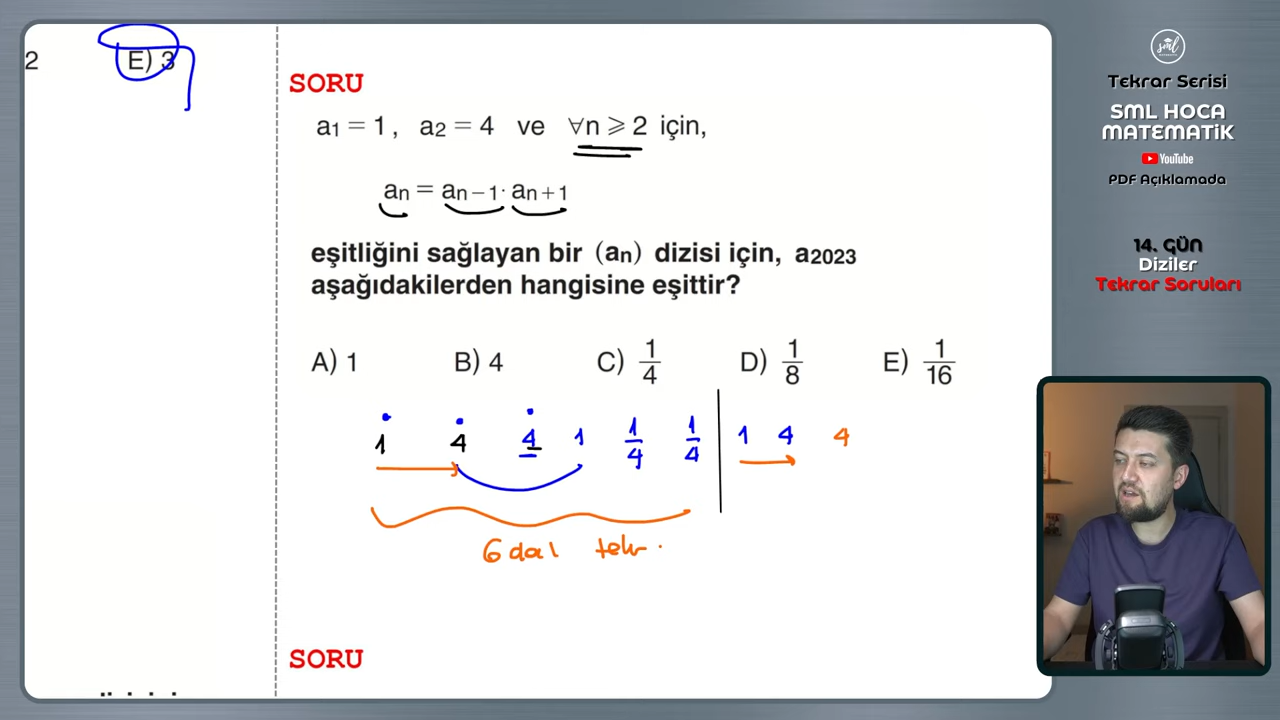 2
E) 3
SORU
a1 = 1, a2 = 4 ve ∀n ⩾ 2 için,
an = an−1 · an+1
eşitliğini sağlayan bir (an) dizisi için, a2023
aşağıdakilerden hangisine eşittir?
A) 1 B) 4 C) 1/4 D) 1/8 E) 1/16
1 4 4 1 1/4 1/4 1 4 4
6 dal tekr.
SORU
sml
Tekrar Serisi
SML HOCA
MATEMATİK
YouTube
PDF Açıklamada
14. GÜN
Diziler
Tekrar Soruları